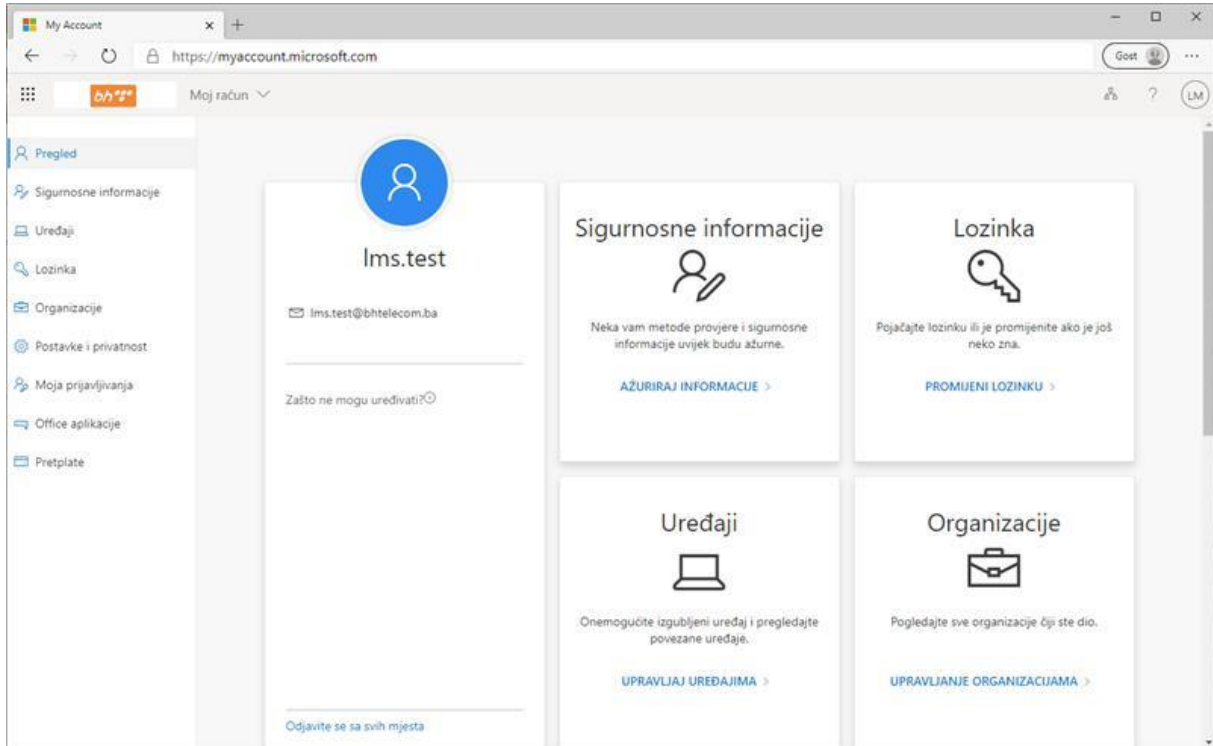 My Account
https://myaccount.microsoft.com
Gost
bh
Moj račun
?
LM
Pregled
Sigurnosne informacije
Uređaji
Lozinka
Organizacije
Postavke i privatnost
Moja prijavljivanja
Office aplikacije
Pretplate
lms.test
lms.test@bhtelecom.ba
Zašto ne mogu uređivati?
Odjavite se sa svih mjesta
Sigurnosne informacije
Neka vam metode provjere i sigurnosne
informacije uvijek budu ažurne.
AŽURIRAJ INFORMACIJE >
Lozinka
Pojačajte lozinku ili je promijenite ako je još
neko zna.
PROMIJENI LOZINKU >
Uređaji
Onemogućite izgubljeni uređaj i pregledajte
povezane uređaje.
UPRAVLJAJ UREĐAJIMA >
Organizacije
Pogledajte sve organizacije čiji ste dio.
UPRAVLJANJE ORGANIZACIJAMA >